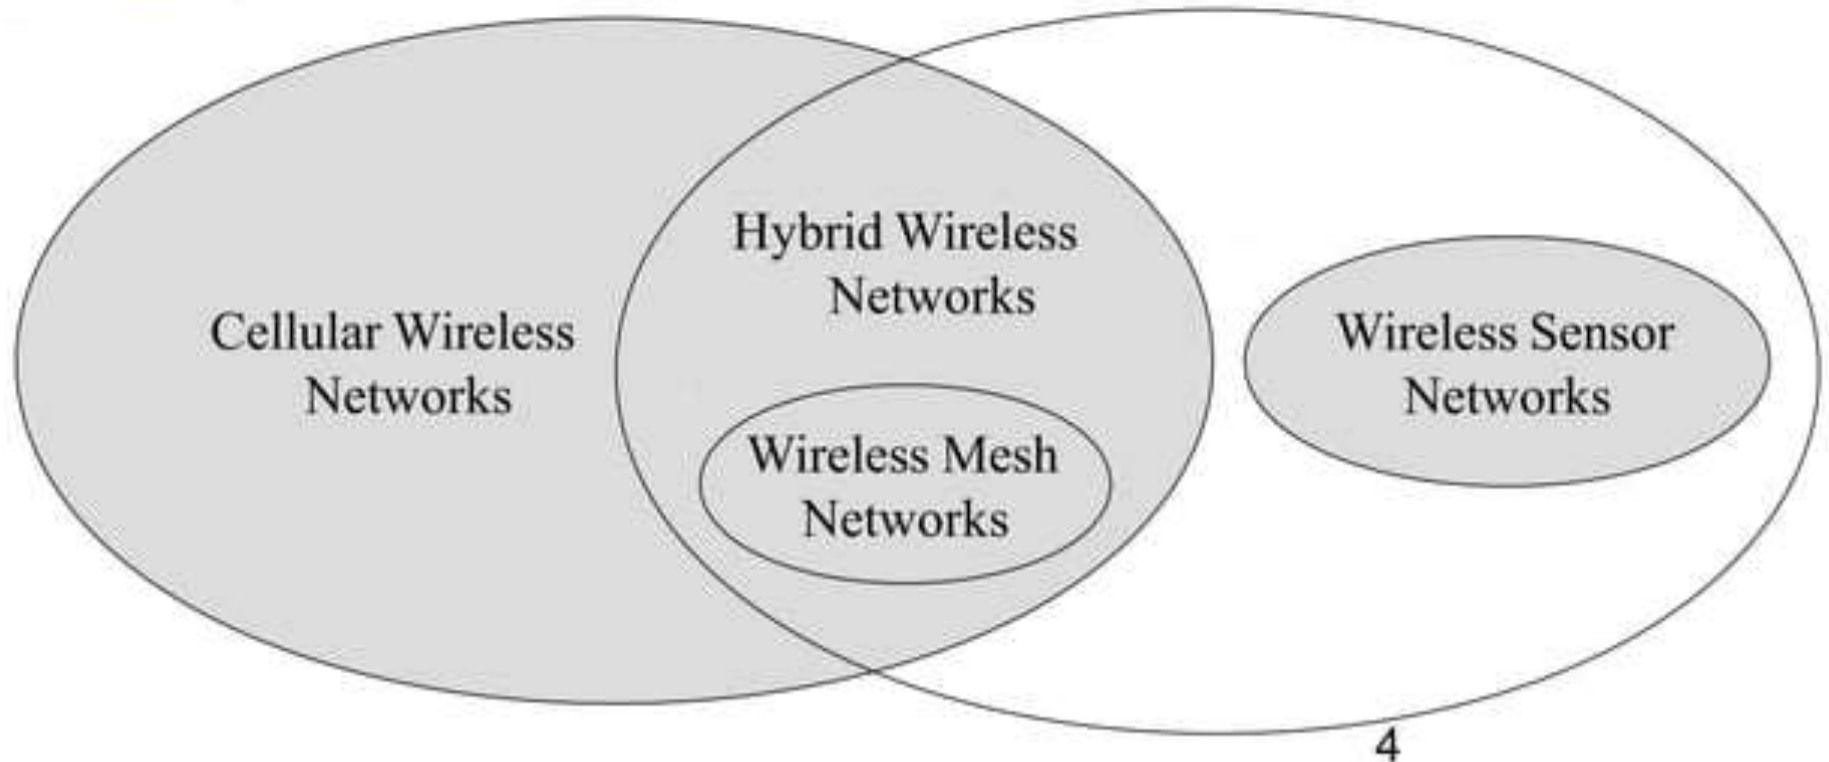 Hybrid Wireless
Networks
Cellular Wireless
Networks
Wireless Sensor
Networks
Wireless Mesh
Networks
4